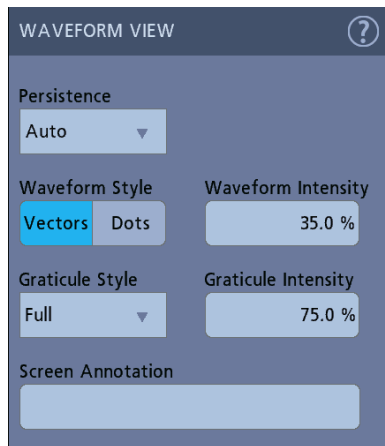 WAVEFORM VIEW ?
Persistence
Auto
Waveform Style Waveform Intensity
Vectors Dots 35.0 %
Graticule Style Graticule Intensity
Full 75.0 %
Screen Annotation